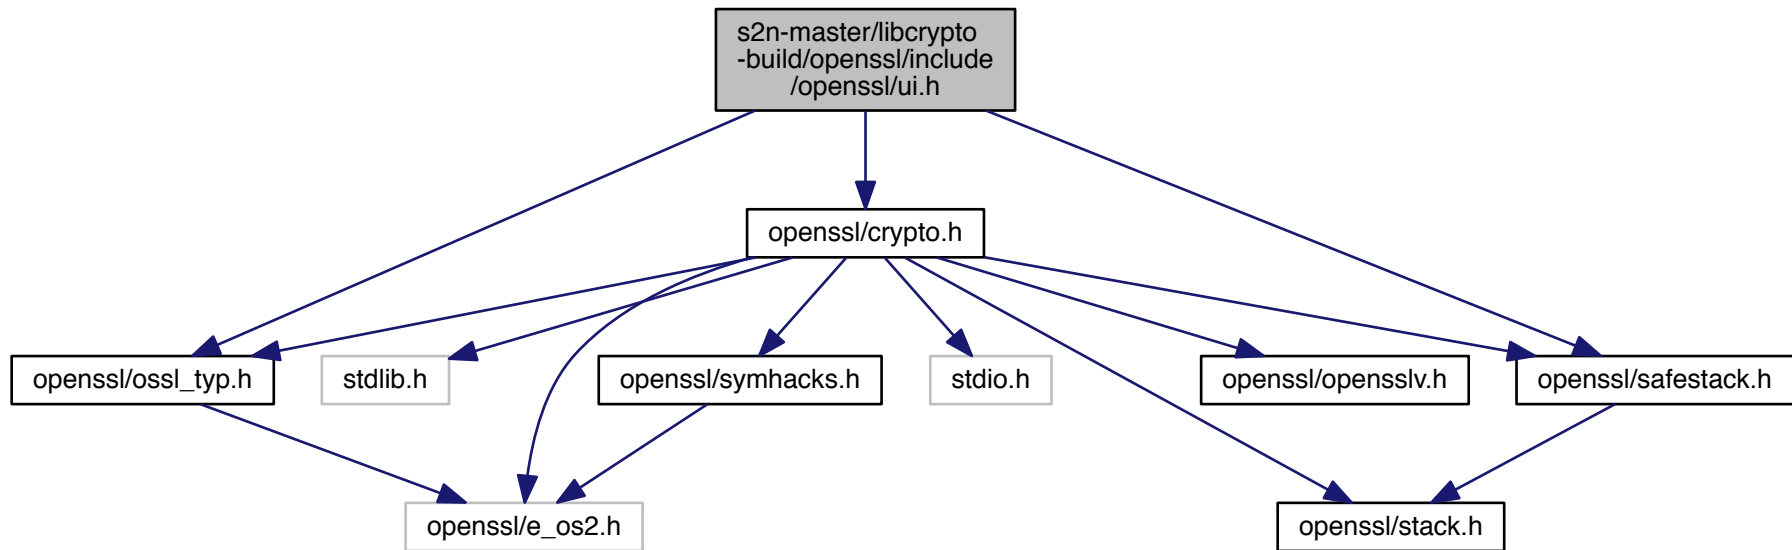 s2n-master/libcrypto
-build/openssl/include
/openssl/ui.h
openssl/crypto.h
openssl/ossl_typ.h
stdlib.h
openssl/symhacks.h
stdio.h
openssl/opensslv.h
openssl/safestack.h
openssl/e_os2.h
openssl/stack.h